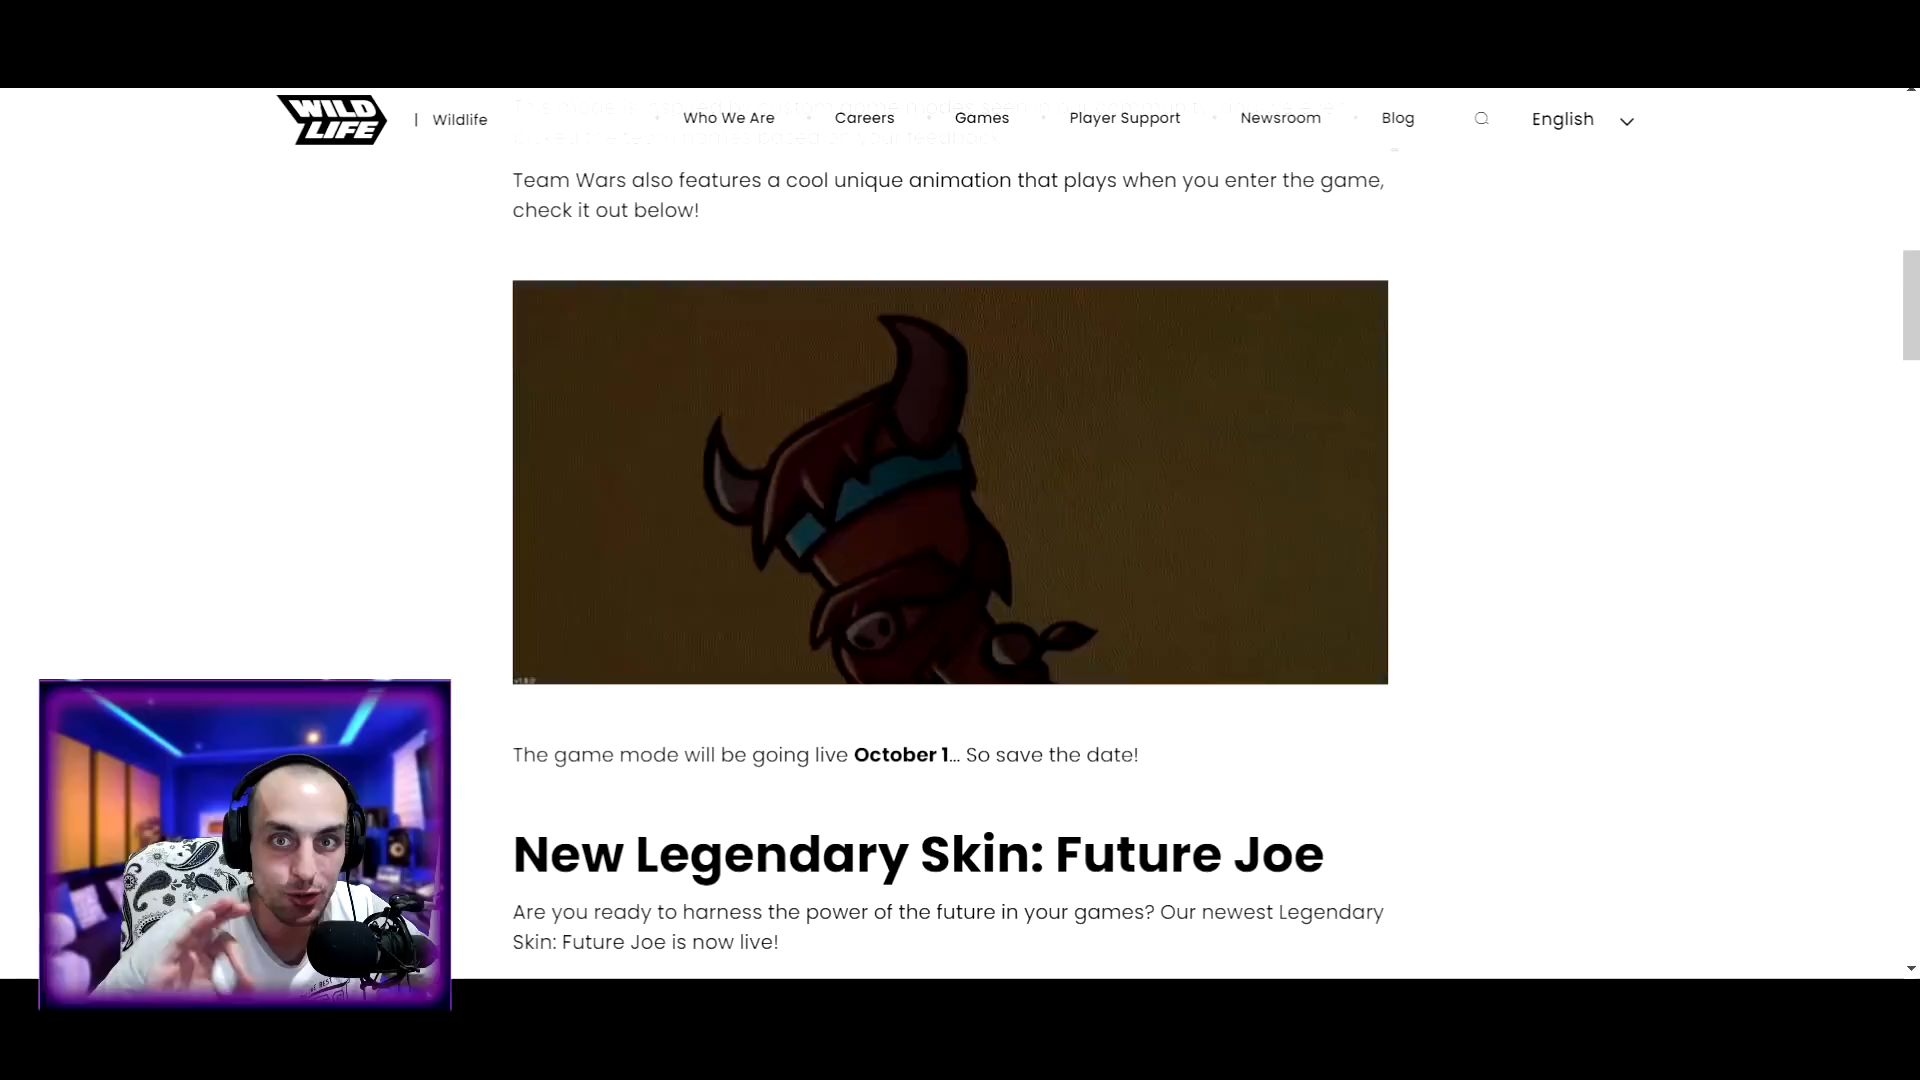 WILD
LIFE
| Wildlife
Who We Are
Careers
Games
Player Support
Newsroom
Blog
English
Team Wars also features a cool unique animation that plays when you enter the game,
check it out below!
The game mode will be going live October 1... So save the date!
New Legendary Skin: Future Joe
Are you ready to harness the power of the future in your games? Our newest Legendary
Skin: Future Joe is now live!